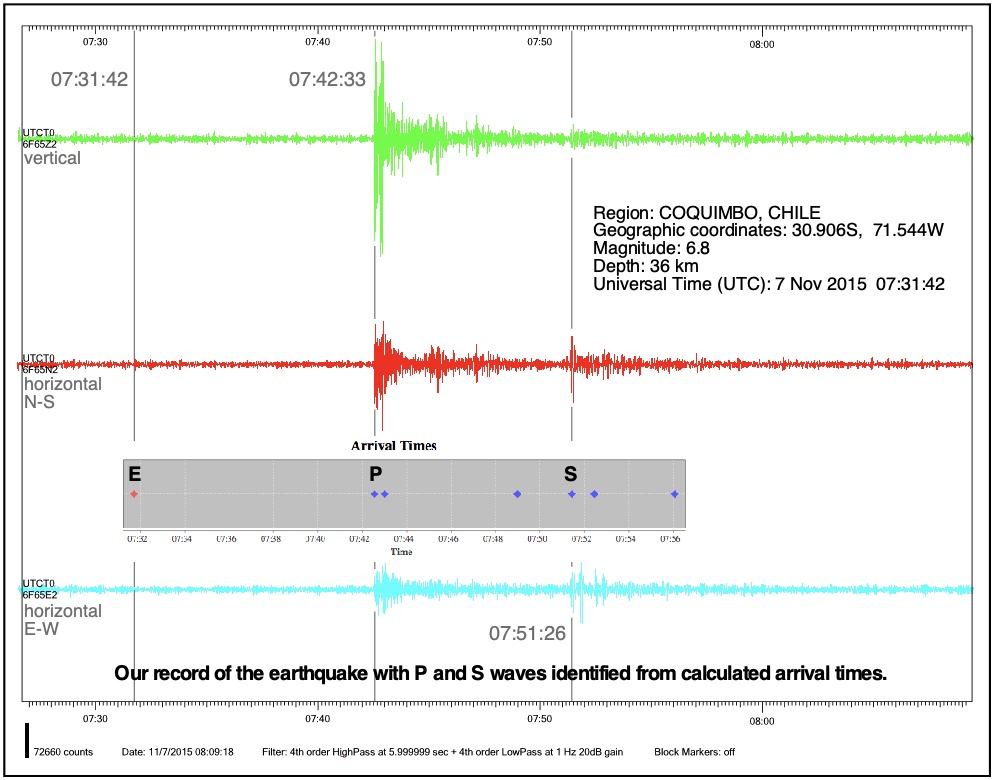 07:30 07:40 07:50 08:00
07:31:42 07:42:33
UTCT0
6F65Z2
vertical
Region: COQUIMBO, CHILE
Geographic coordinates: 30.906S, 71.544W
Magnitude: 6.8
Depth: 36 km
Universal Time (UTC): 7 Nov 2015 07:31:42
UTCT0
6F65N2
horizontal
N-S
Arrival Times
E P S
07:32 07:34 07:36 07:38 07:40 07:42 07:44 07:46 07:48 07:50 07:52 07:54 07:56
Time
UTCT0
6F65E2
horizontal
E-W
07:51:26
Our record of the earthquake with P and S waves identified from calculated arrival times.
07:30 07:40 07:50 08:00
72660 counts Date: 11/7/2015 08:09:18 Filter: 4th order HighPass at 5.999999 sec + 4th order LowPass at 1 Hz 20dB gain Block Markers: off